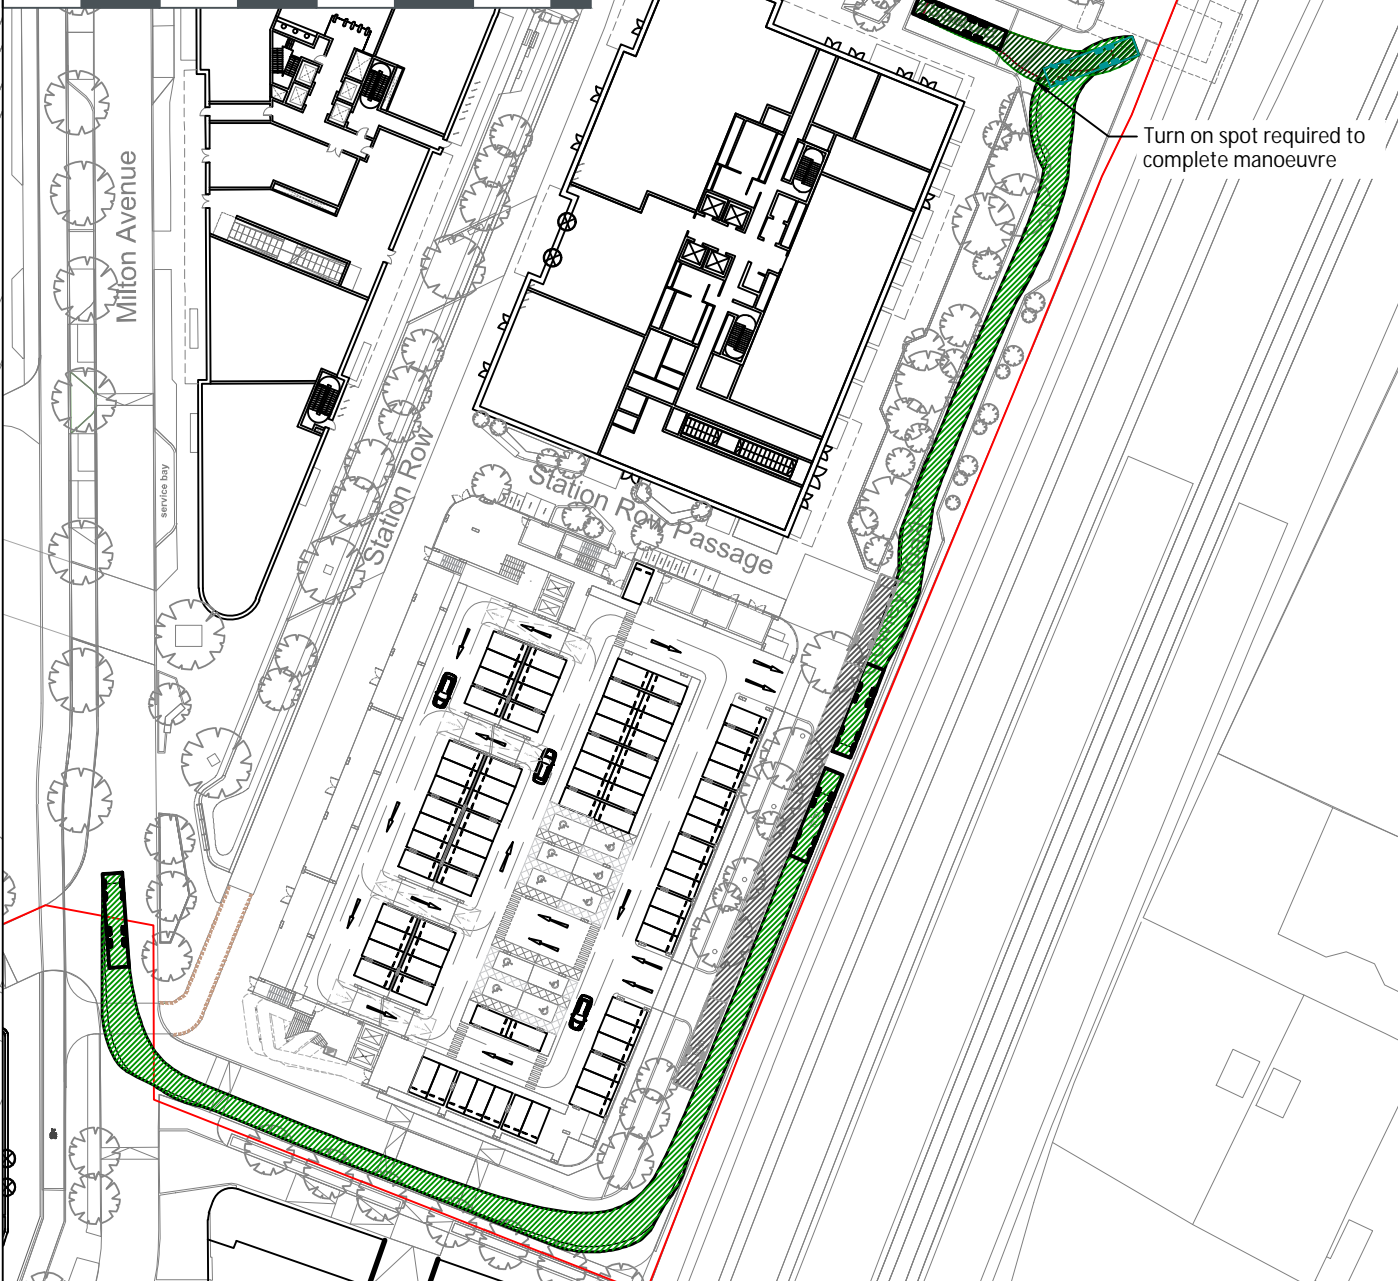 Turn on spot required to
complete manoeuvre
Milton Avenue
service bay
Station Row
Station Row Passage